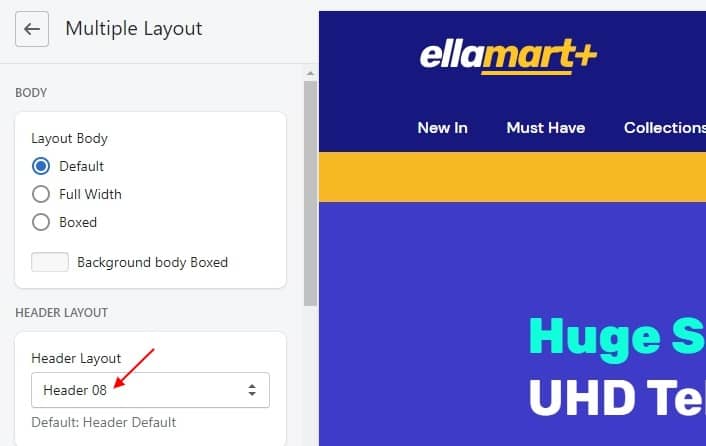 Multiple Layout
BODY
Layout Body
Default
Full Width
Boxed
Background body Boxed
HEADER LAYOUT
Header Layout
Header 08
Default: Header Default
ellamart+
New In Must Have Collections
Huge S
UHD Tel